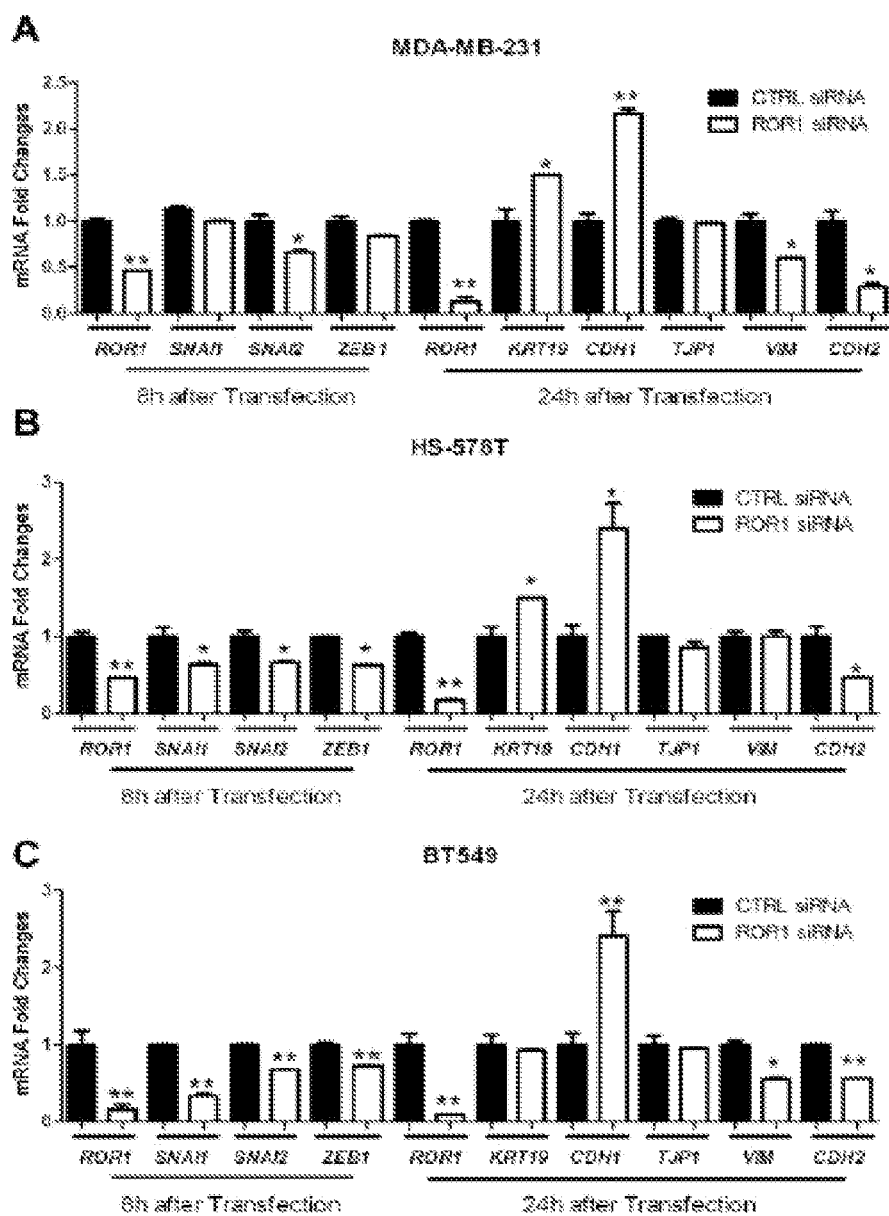 A
MDA-MB-231
mRNA Fold Changes
2.5
2.0
1.5
1.0
0.5
0.0
CTRL siRNA
ROR1 siRNA
** * ** * ** * *
ROR1 SNAI1 SNAI2 ZEB1 ROR1 KRT19 CDH1 TJP1 VIM CDH2
after Transfection 24h after Transfection
B
HS-578T
mRNA Fold Changes
3
2
1
0
CTRL siRNA
ROR1 siRNA
** * * * ** * * *
ROR1 SNAI1 SNAI2 ZEB1 ROR1 KRT19 CDH1 TJP1 VIM CDH2
after Transfection 24h after Transfection
C
BT549
mRNA Fold Changes
3
2
1
0
CTRL siRNA
ROR1 siRNA
** ** ** ** ** ** * **
ROR1 SNAI1 SNAI2 ZEB1 ROR1 KRT19 CDH1 TJP1 VIM CDH2
after Transfection 24h after Transfection